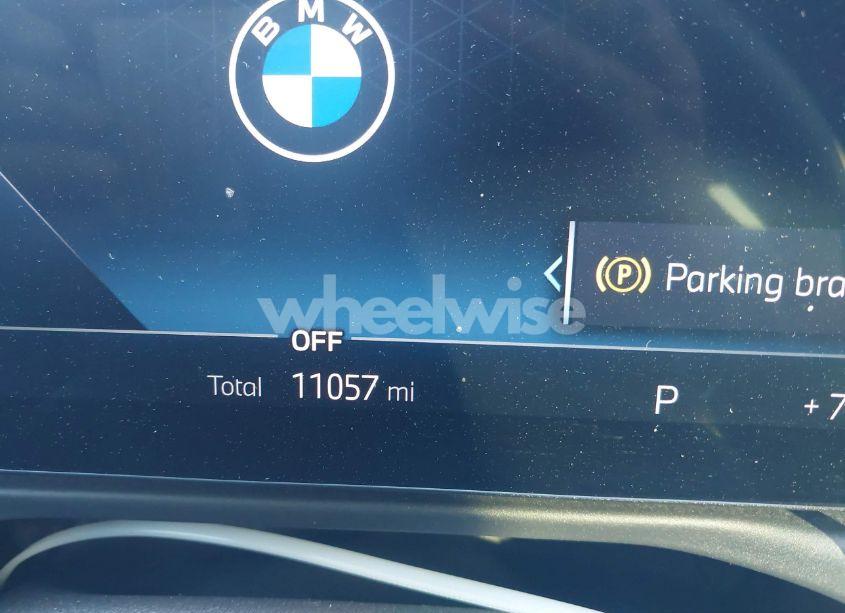 BMW
Parking bra
wheelwise
OFF
Total 11057 mi
P
+ 7